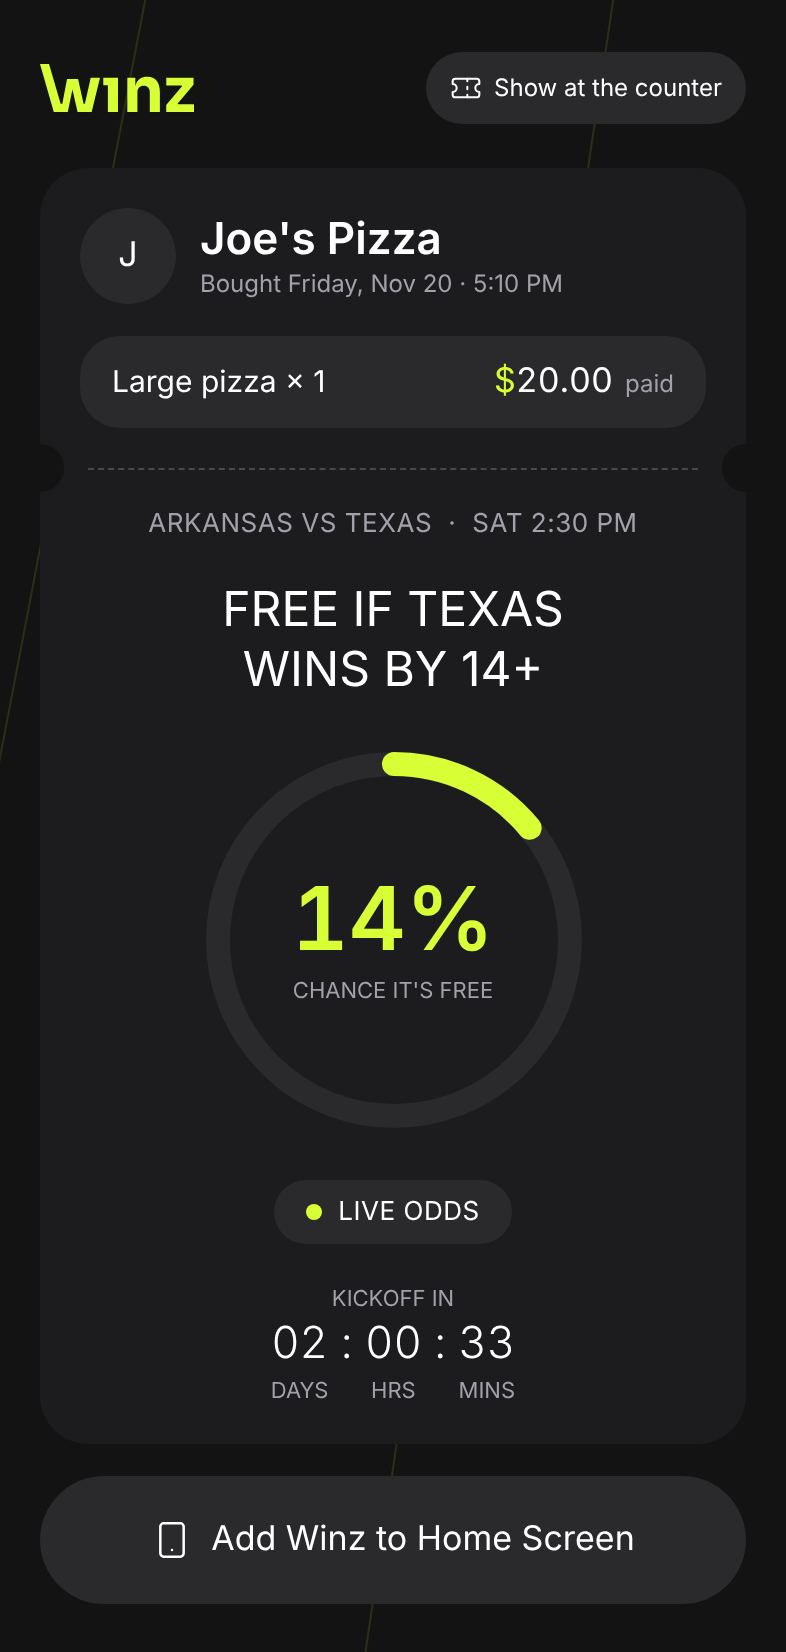 Winz
Show at the counter
J
Joe's Pizza
Bought Friday, Nov 20 · 5:10 PM
Large pizza × 1 $20.00 paid
ARKANSAS VS TEXAS · SAT 2:30 PM
FREE IF TEXAS
WINS BY 14+
14%
CHANCE IT'S FREE
LIVE ODDS
KICKOFF IN
02 : 00 : 33
DAYS HRS MINS
Add Winz to Home Screen